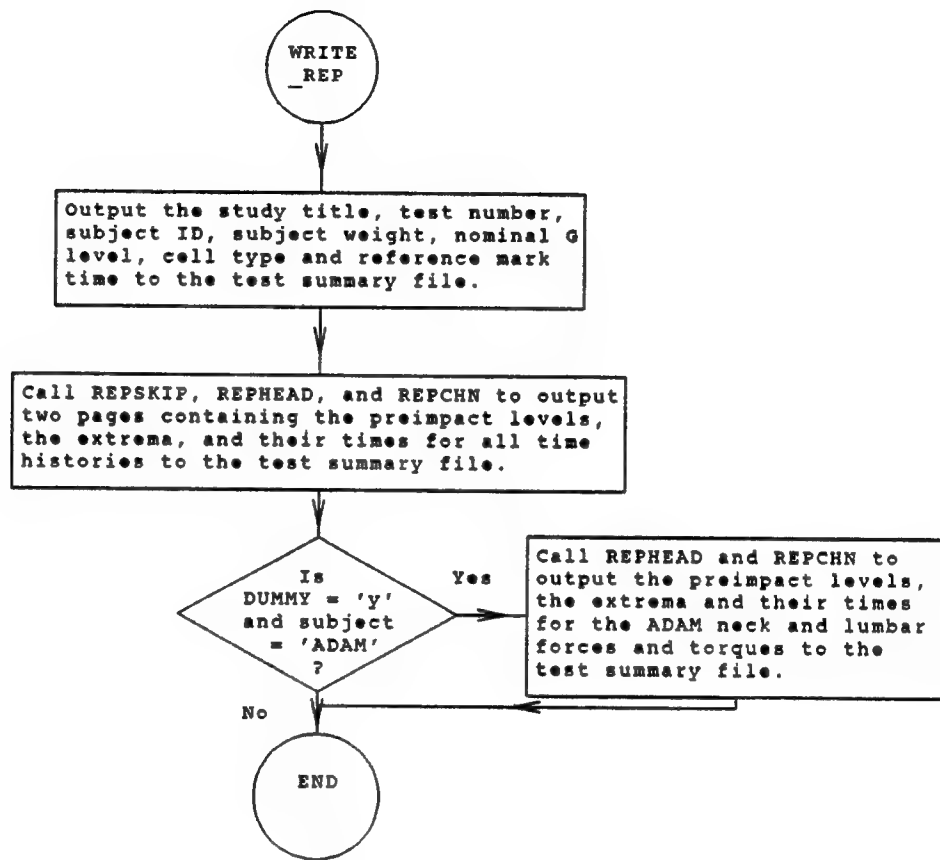 WRITE
_REP
Output the study title, test number,
subject ID, subject weight, nominal G
level, cell type and reference mark
time to the test summary file.
Call REPSKIP, REPHEAD, and REPCHN to output
two pages containing the preimpact levels,
the extrema, and their times for all time
histories to the test summary file.
Is
DUMMY = 'y'
and subject
= 'ADAM'
?
Yes
Call REPHEAD and REPCHN to
output the preimpact levels,
the extrema and their times
for the ADAM neck and lumbar
forces and torques to the
test summary file.
No
END